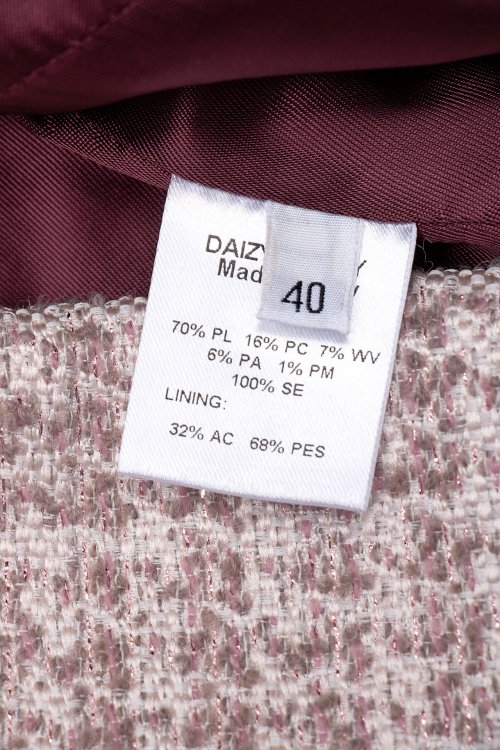 DAIZY
40
70% PL 16% PC 7% WV
6% PA 1% PM
100% SE
LINING:
32% AC 68% PES